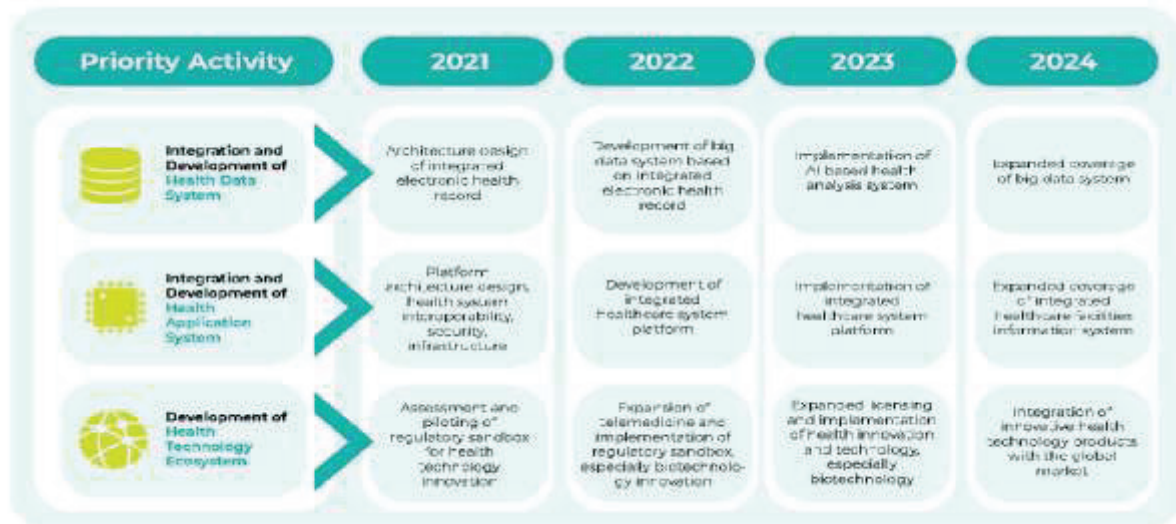 Priority Activity
2021
2022
2023
2024
Integration and
Development of
Health Data
System
Architecture design
of integrated
electronic health
record
Development of big
data system based
on integrated
electronic health
record
Implementation of
AI based health
analysis system
Expanded coverage
of big data system
Integration and
Development of
Health
Application
System
Platform
architecture design,
health system
interoperability,
security,
infrastructure
Development of
integrated
healthcare system
platform
Implementation of
integrated
healthcare system
platform
Expanded coverage
of integrated
healthcare facilities
information system
Development of
Health
Technology
Ecosystem
Assessment and
piloting of
regulatory sandbox
for health
technology
innovation
Expansion of
telemedicine and
implementation of
regulatory sandbox,
especially biotechnolo-
gy innovation
Expanded licensing
and implementation
of health innovation
and technology,
especially
biotechnology
Integration of
innovative health
technology products
with the global
market